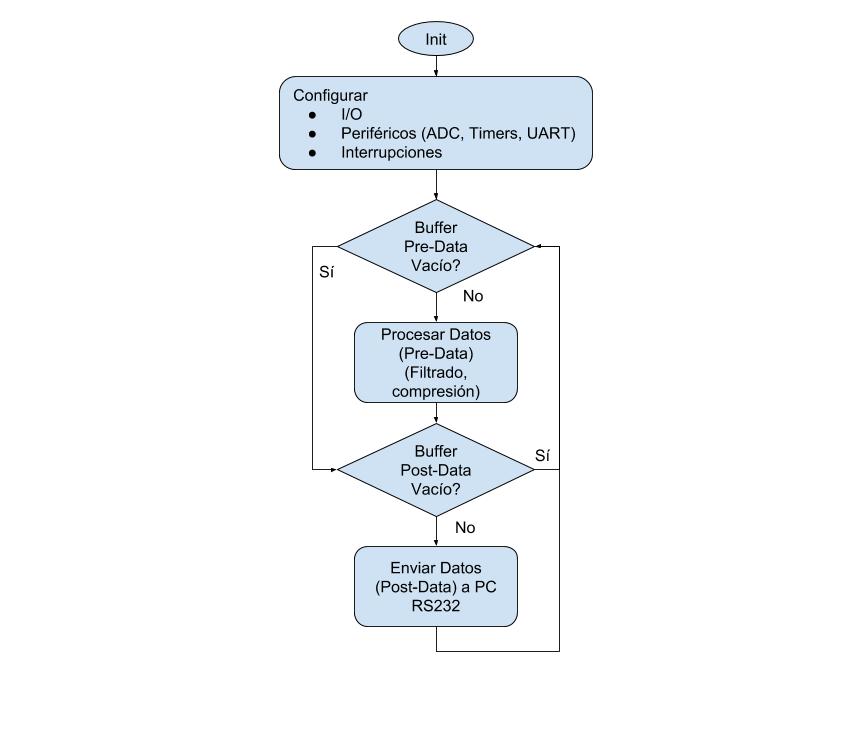 Init
Configurar
● I/O
● Periféricos (ADC, Timers, UART)
● Interrupciones
Buffer
Pre-Data
Vacío?
Sí
No
Procesar Datos
(Pre-Data)
(Filtrado,
compresión)
Buffer
Post-Data
Vacío?
Sí
No
Enviar Datos
(Post-Data) a PC
RS232